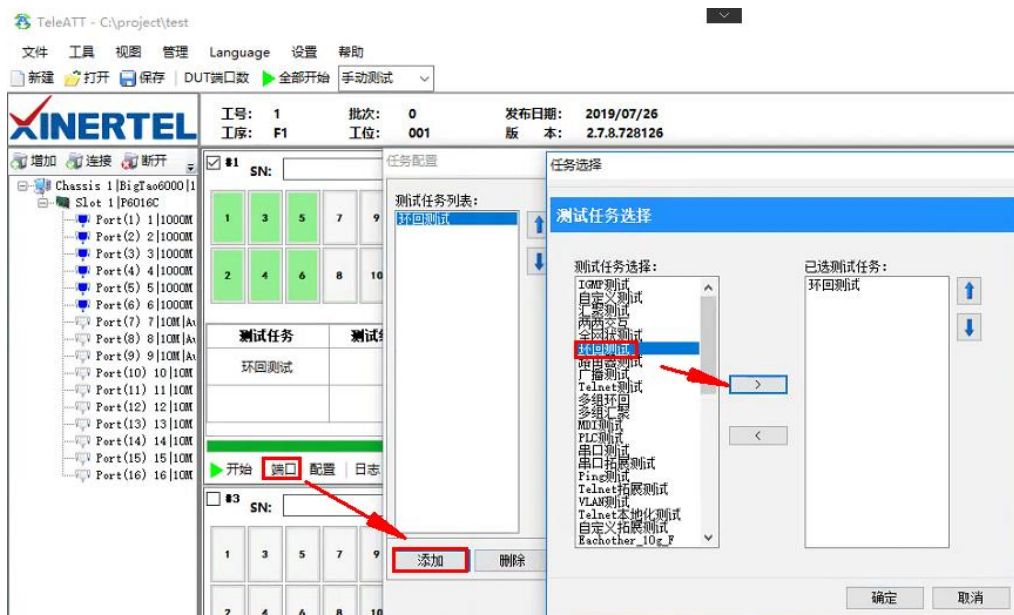 TeleATT - C:\project\test
文件 工具 视图 管理 Language 设置 帮助
新建 打开 保存 DUT端口数 全部开始 手动测试
XINERTEL
工号: 1 批次: 0 发布日期: 2019/07/26
工序: F1 工位: 001 版 本: 2.7.8.728126
增加 连接 断开
Chassis 1|BigTao6000|1
Slot 1|P6016C
Port(1) 1|1000M
Port(2) 2|1000M
Port(3) 3|1000M
Port(4) 4|1000M
Port(5) 5|1000M
Port(6) 6|1000M
Port(7) 7|10M|Au
Port(8) 8|10M|Au
Port(9) 9|10M|Au
Port(10) 10|10M
Port(11) 11|10M
Port(12) 12|10M
Port(13) 13|10M
Port(14) 14|10M
Port(15) 15|10M
Port(16) 16|10M
#1 SN:
1 3 5 7 9
2 4 6 8 10
测试任务 测试
环回测试
开始 端口 配置 日志
#3 SN:
1 3 5 7 9
2 4 6 8 10
任务配置
测试任务列表:
环回测试
添加 删除
任务选择
测试任务选择
测试任务选择:
IGMP测试
自定义测试
汇聚测试
两两交互
全网状测试
环回测试
路由器测试
广播测试
Telnet测试
多组环回
多组汇聚
MDI测试
PLC测试
串口测试
串口拓展测试
Ping测试
Telnet拓展测试
VLAN测试
Telnet本地化测试
自定义拓展测试
Eachother_10g_F
>
<
已选测试任务:
环回测试
确定 取消